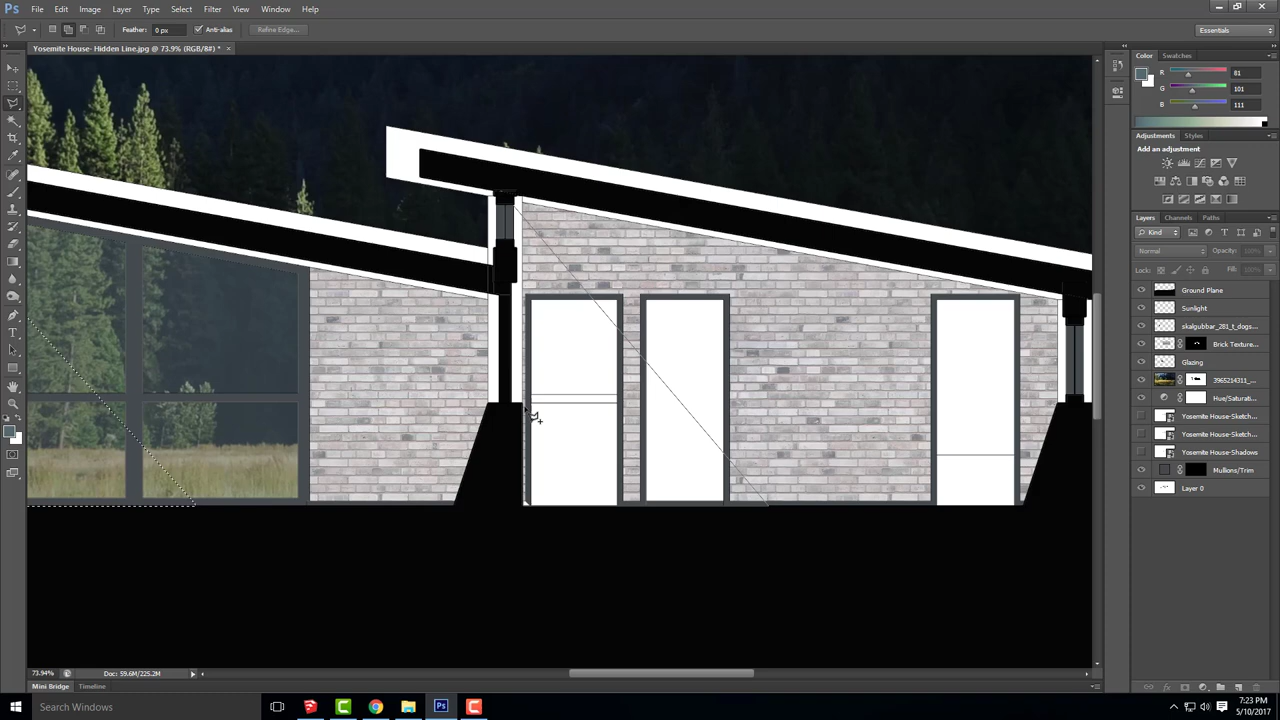 Ps File Edit Image Layer Type Select Filter View Window Help
Feather: 0 px Anti-alias Refine Edge... Essentials
Yosemite House- Hidden Line.jpg @ 73.9% (RGB/8#) * ×
Color Swatches
R 81
G 101
B 111
Adjustments Styles
Add an adjustment
Layers Channels Paths
Kind
Normal Opacity: 100%
Lock: Fill: 100%
Ground Plane
Sunlight
skalgubbar_281_t_dogs...
Brick Texture...
Glazing
3965214311_...
Hue/Saturati...
Yosemite House-Sketch
Yosemite House-Sketch
Yosemite House-Shadows
Mullions/Trim
Layer 0
73.94% Doc: 59.6M/225.2M
Mini Bridge Timeline
Search Windows
7:23 PM
5/10/2017